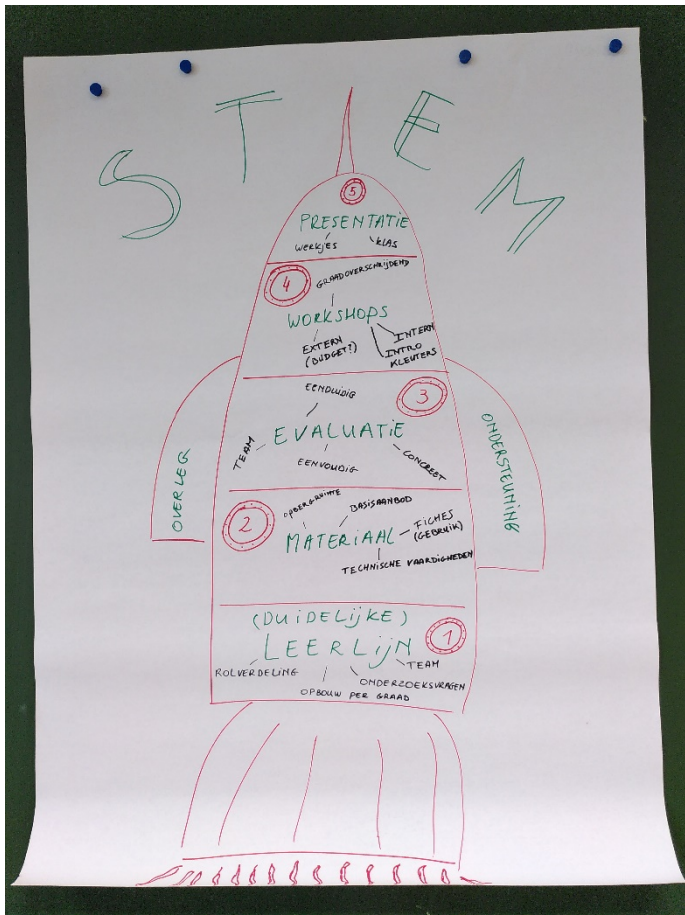 STEM
5
PRESENTATIE
werkjes klas
4
GRAADOVERSCHRIJDEND
WORKSHOPS
EXTERN
(BUDGET?)
INTERN
INTRO
KLEUTERS
3
EENDUIDIG
EVALUATIE
TEAM
EENVOUDIG
CONCREET
OVERLEG
ONDERSTEUNING
2
OPBERGRUIMTE
BASISAANBOD
MATERIAAL
FICHES
(GEBRUIK)
TECHNISCHE VAARDIGHEDEN
(DUIDELIJKE)
1
LEERLIJN
ROLVERDELING
TEAM
ONDERZOEKSVRAGEN
OPBOUW PER GRAAD